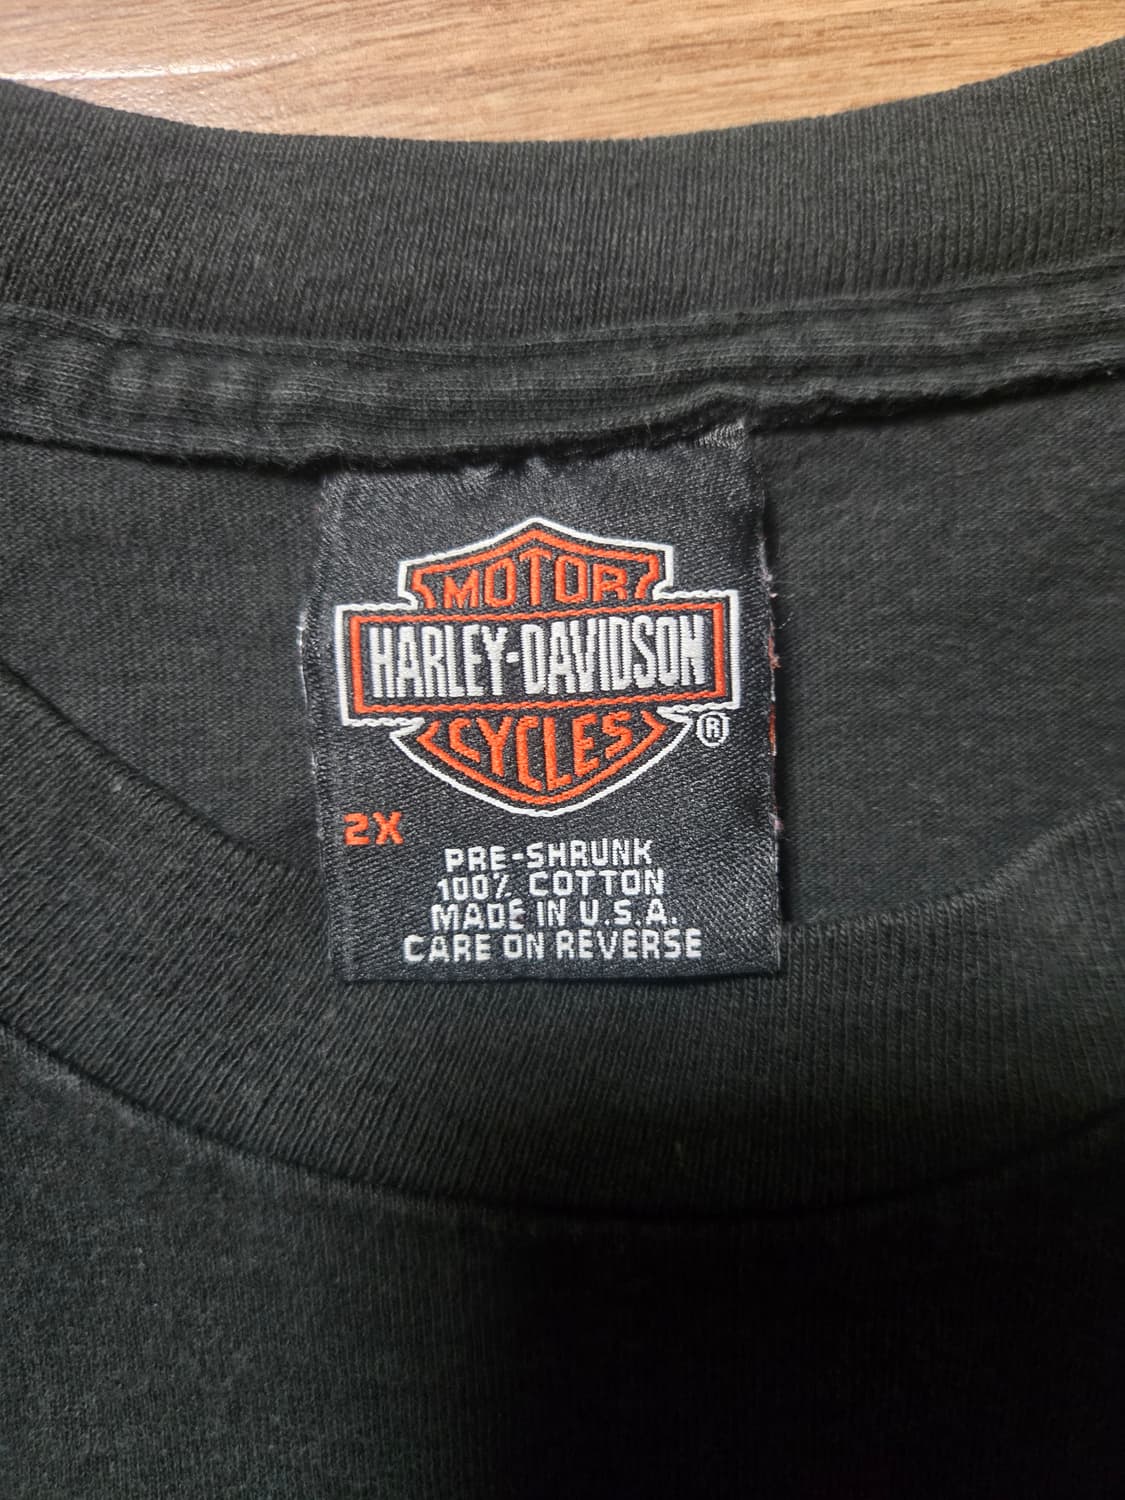 MOTOR
HARLEY-DAVIDSON
CYCLES
®
2X
PRE-SHRUNK
100% COTTON
MADE IN U.S.A.
CARE ON REVERSE